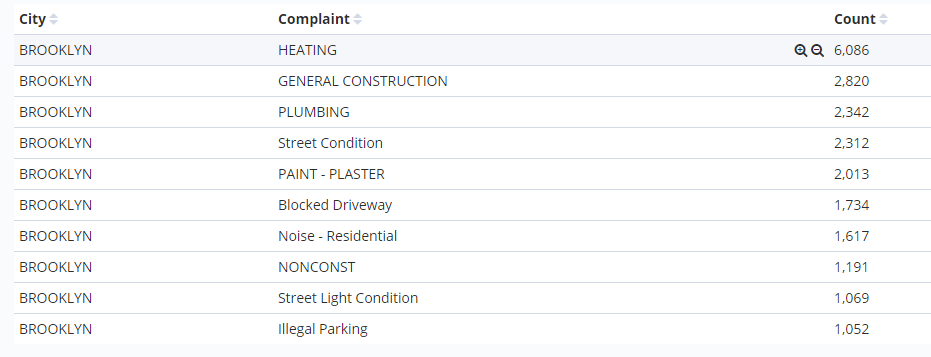 City Complaint Count
BROOKLYN HEATING 6,086
BROOKLYN GENERAL CONSTRUCTION 2,820
BROOKLYN PLUMBING 2,342
BROOKLYN Street Condition 2,312
BROOKLYN PAINT - PLASTER 2,013
BROOKLYN Blocked Driveway 1,734
BROOKLYN Noise - Residential 1,617
BROOKLYN NONCONST 1,191
BROOKLYN Street Light Condition 1,069
BROOKLYN Illegal Parking 1,052